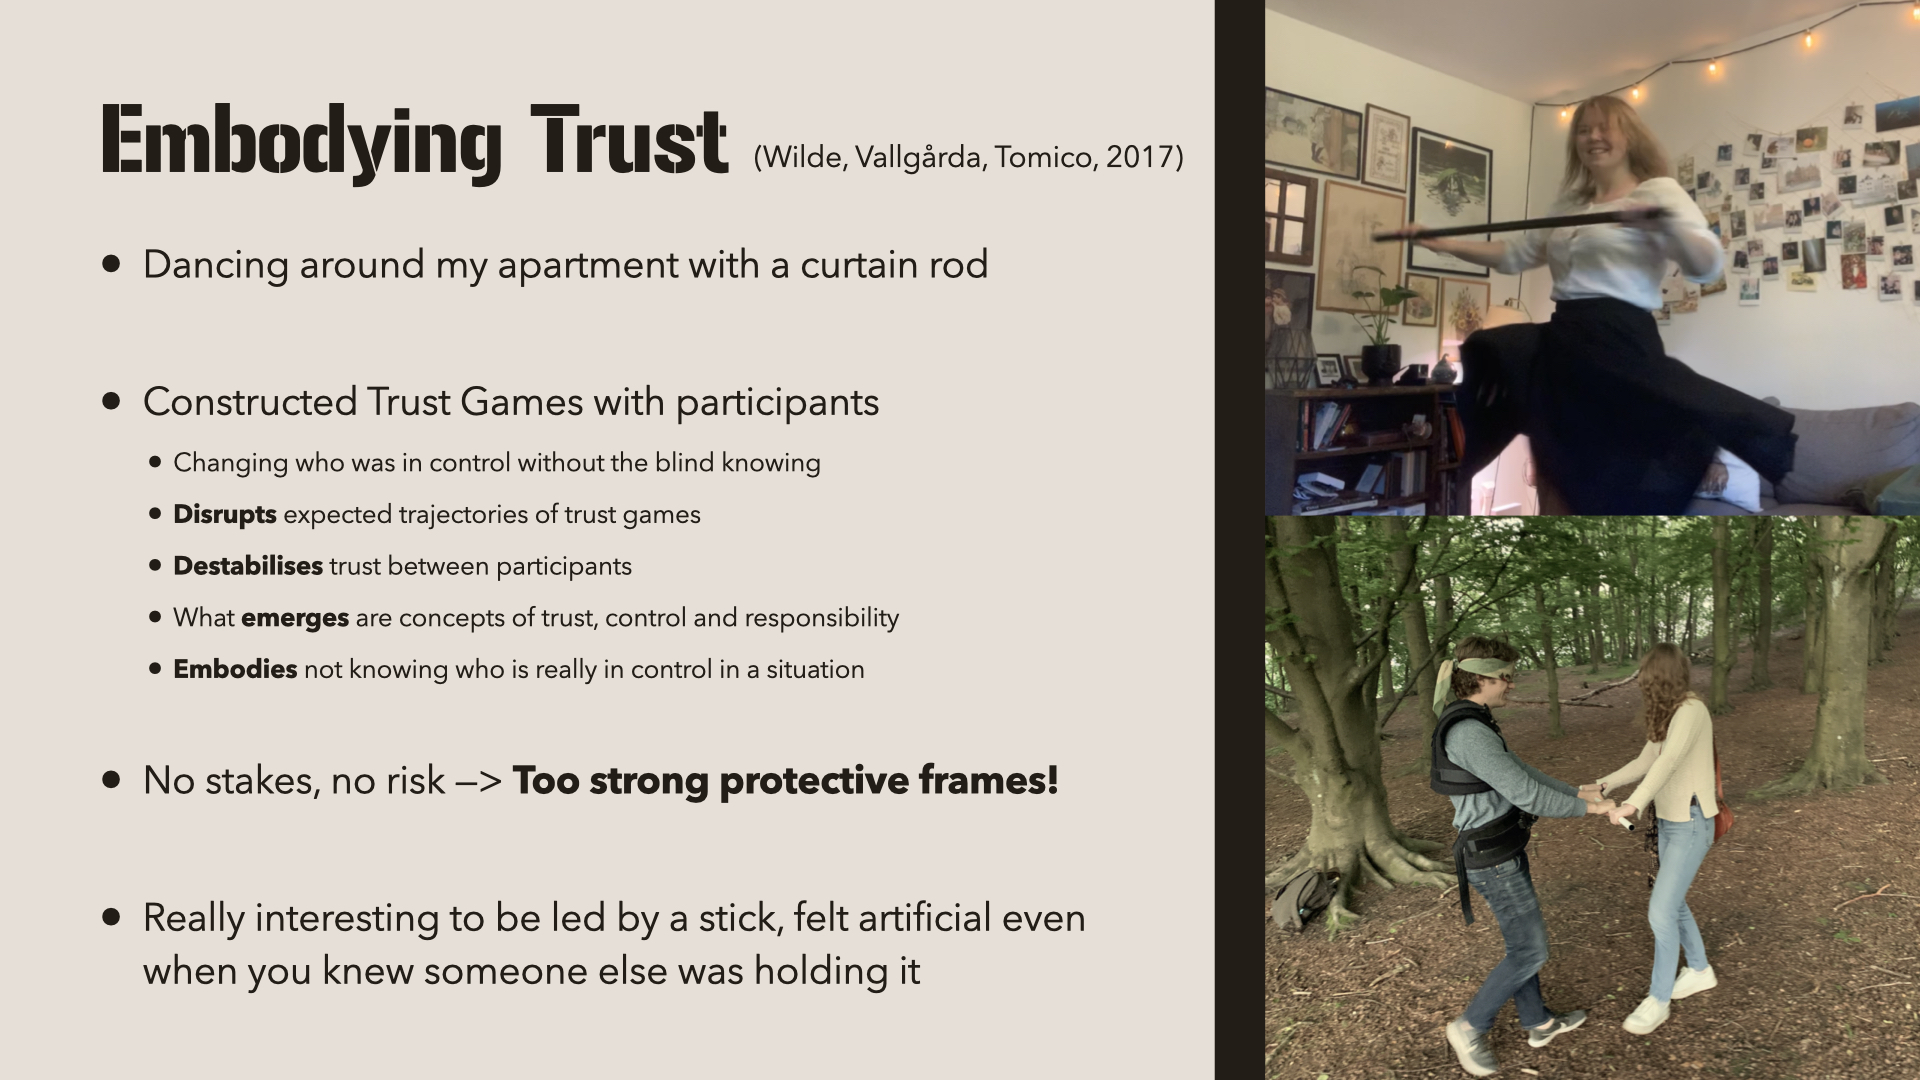 Embodying Trust (Wilde, Vallgårda, Tomico, 2017)
• Dancing around my apartment with a curtain rod
• Constructed Trust Games with participants
• Changing who was in control without the blind knowing
• Disrupts expected trajectories of trust games
• Destabilises trust between participants
• What emerges are concepts of trust, control and responsibility
• Embodies not knowing who is really in control in a situation
• No stakes, no risk —> Too strong protective frames!
• Really interesting to be led by a stick, felt artificial even
when you knew someone else was holding it